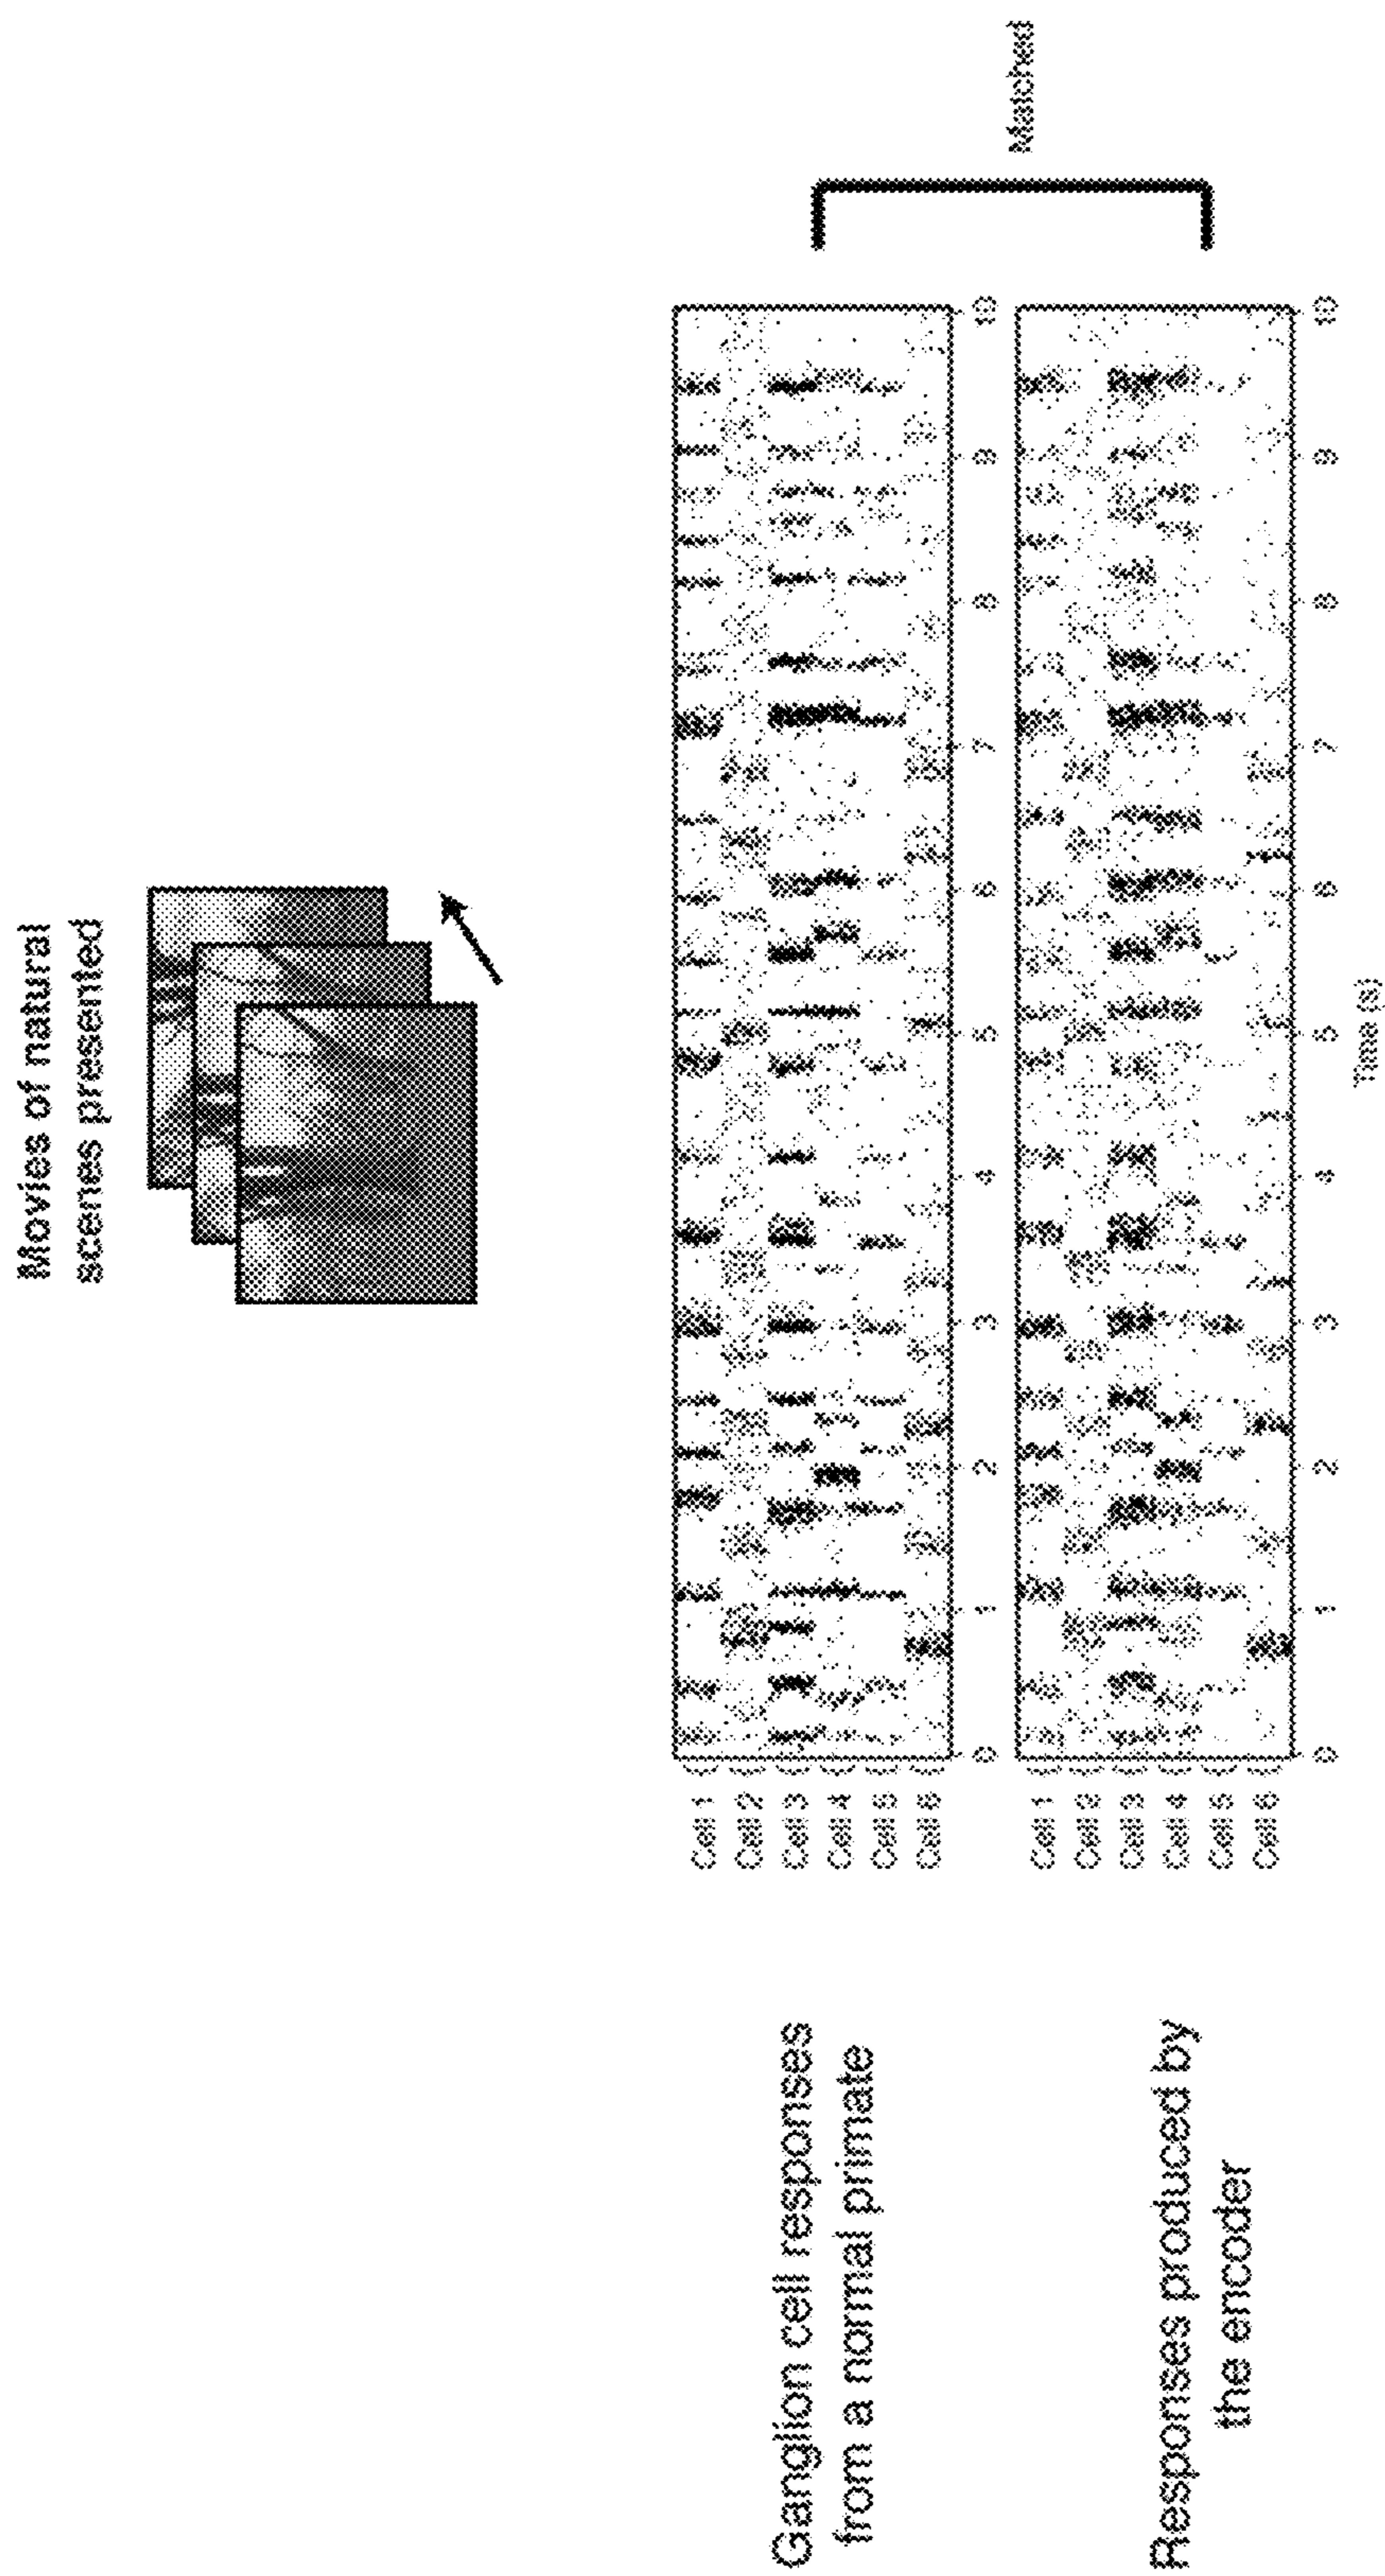 Movies of natural
scenes presented
Ganglion cell responses
from a normal primate
Cell 1
Cell 2
Cell 3
Cell 4
Cell 5
Cell 6
0 1 2 3 4 5 6 7 8 9 10
Responses produced by
the encoder
Cell 1
Cell 2
Cell 3
Cell 4
Cell 5
Cell 6
0 1 2 3 4 5 6 7 8 9 10
Time (s)
Matched